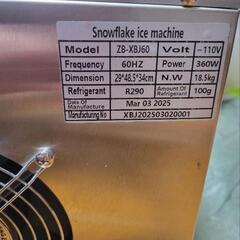 Snowflake ice machine
Model ZB-XBJ60 Volt ~110V
Frequency 60HZ Power 360W
Dimension 29*48.5*34cm N.W 18.5kg
Refrigerant R290 Amount Of Refrigerant 100g
Date Of Manufacturing Mar 03 2025
Manufacturing No XBJ202503020001